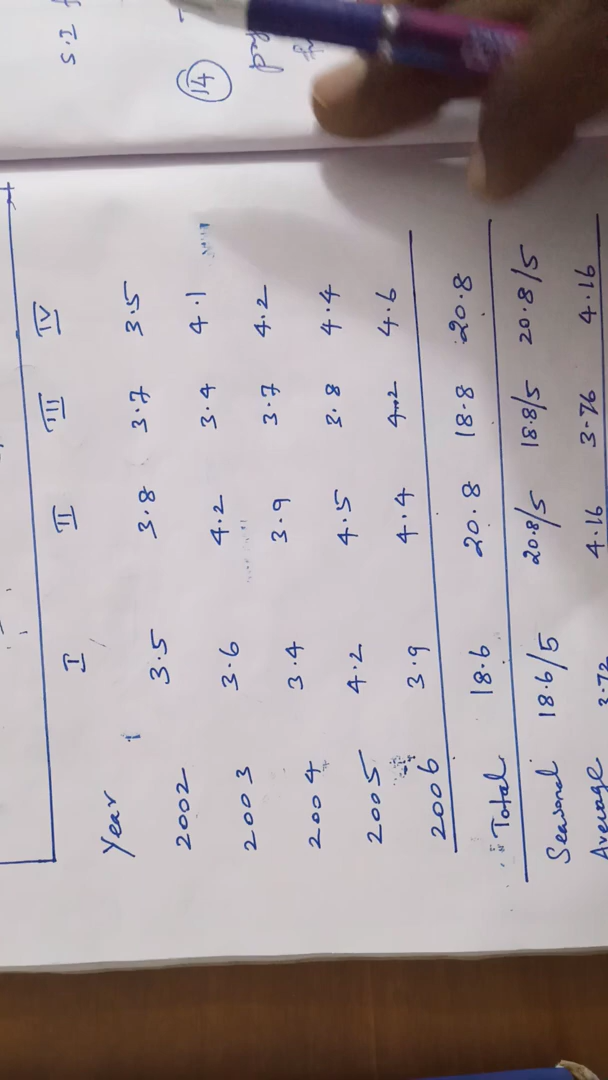 S.I
14
Year I II III IV
2002 3.5 3.8 3.7 3.5
2003 3.6 4.2 3.4 4.1
2004 3.4 3.9 3.7 4.2
2005 4.2 4.5 3.8 4.4
2006 3.9 4.4 4.2 4.6
Total 18.6 20.8 18.8 20.8
Seasonal 18.6/5 20.8/5 18.8/5 20.8/5
Average 3.72 4.16 3.76 4.16